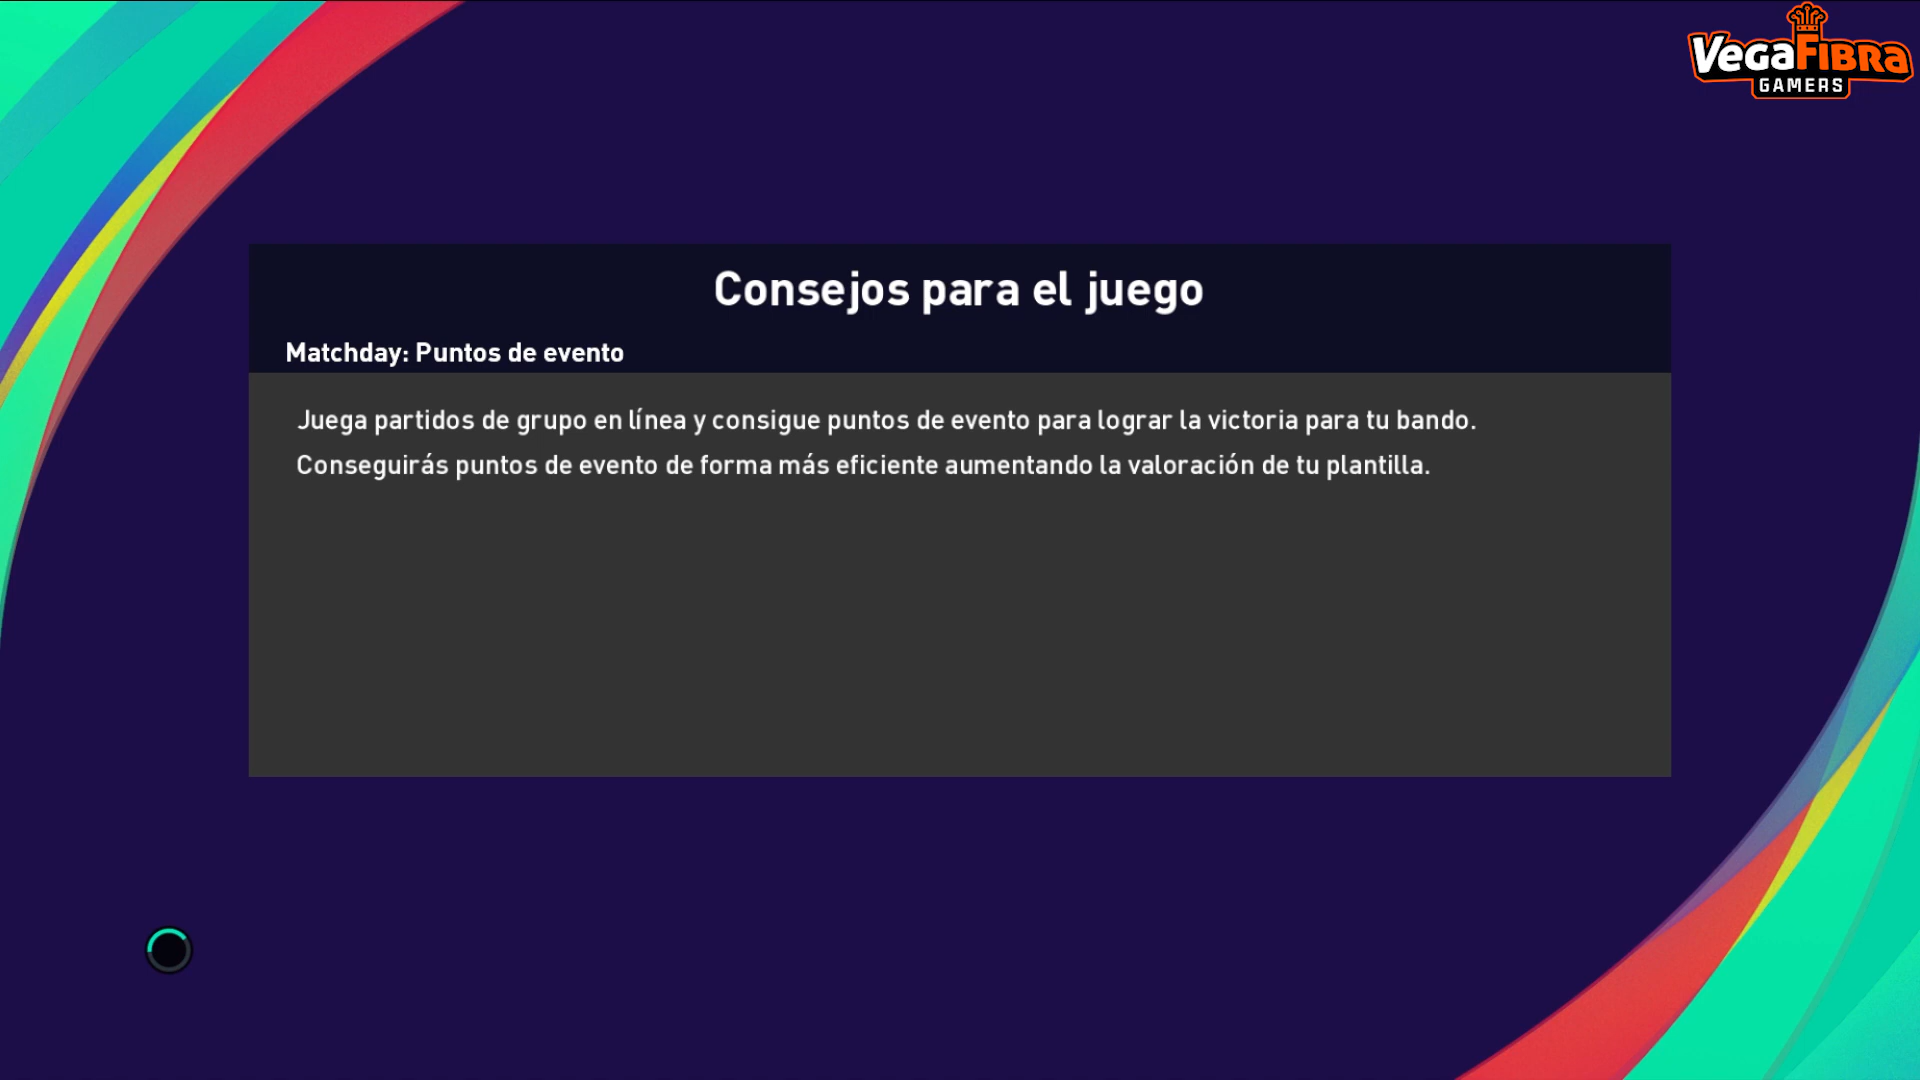 VEGAFIBRA
GAMERS
Consejos para el juego
Matchday: Puntos de evento
Juega partidos de grupo en línea y consigue puntos de evento para lograr la victoria para tu bando.
Conseguirás puntos de evento de forma más eficiente aumentando la valoración de tu plantilla.